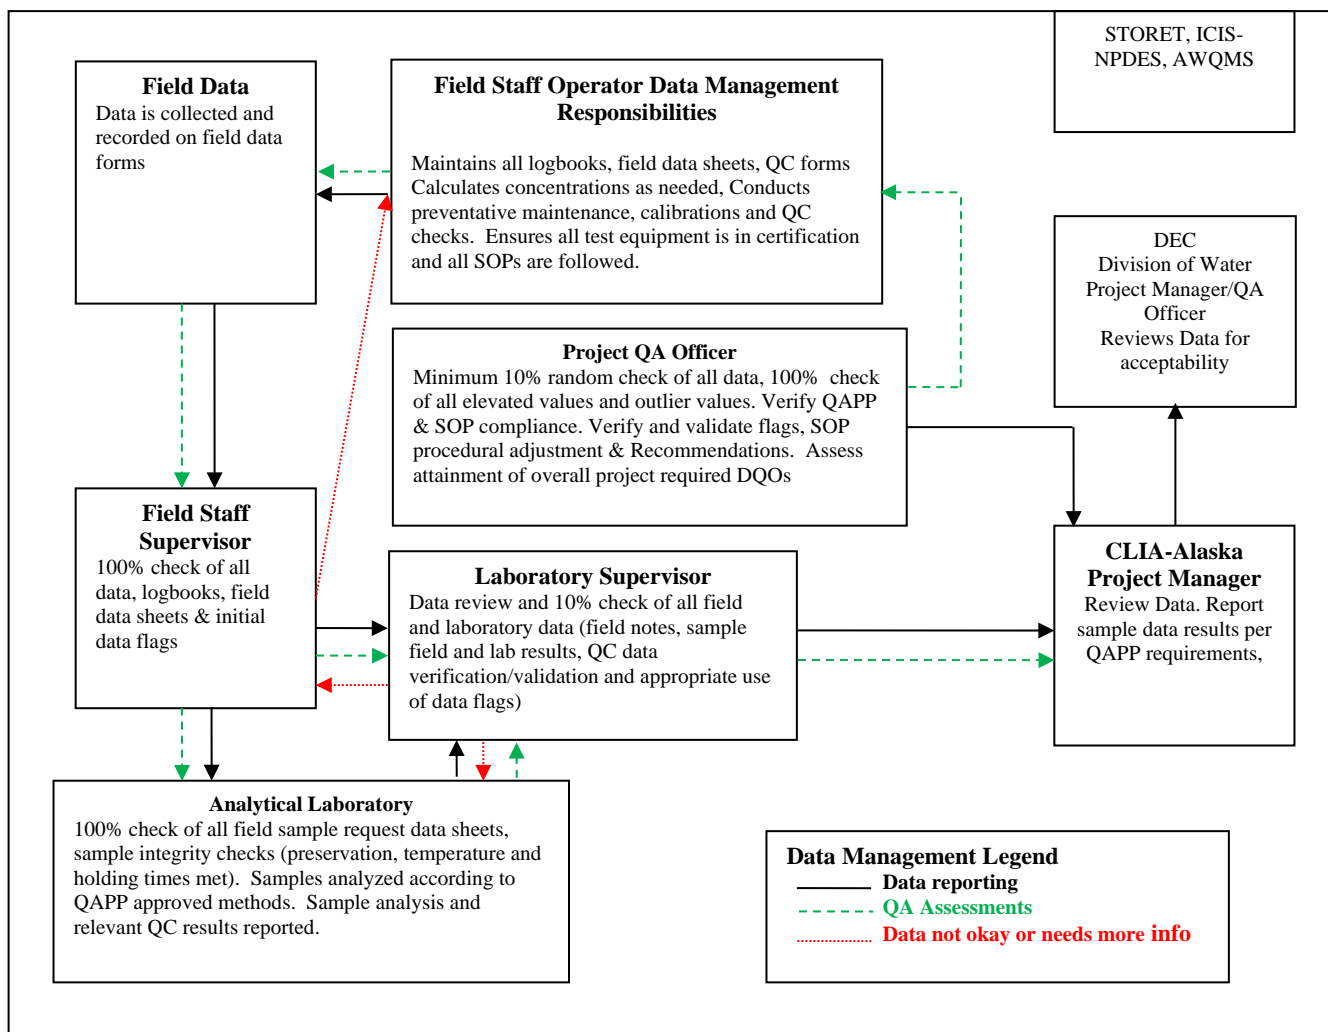 STORET, ICIS-
NPDES, AWQMS
Field Data
Data is collected and
recorded on field data
forms
Field Staff Operator Data Management
Responsibilities
Maintains all logbooks, field data sheets, QC forms
Calculates concentrations as needed, Conducts
preventative maintenance, calibrations and QC
checks.  Ensures all test equipment is in certification
and all SOPs are followed.
DEC
Division of Water
Project Manager/QA
Officer
Reviews Data for
acceptability
Project QA Officer
Minimum 10% random check of all data, 100%  check
of all elevated values and outlier values. Verify QAPP
& SOP compliance. Verify and validate flags, SOP
procedural adjustment & Recommendations.  Assess
attainment of overall project required DQOs
Field Staff
Supervisor
100% check of all
data, logbooks, field
data sheets & initial
data flags
Laboratory Supervisor
Data review and 10% check of all field
and laboratory data (field notes, sample
field and lab results, QC data
verification/validation and appropriate use
of data flags)
CLIA-Alaska
Project Manager
Review Data. Report
sample data results per
QAPP requirements,
Analytical Laboratory
100% check of all field sample request data sheets,
sample integrity checks (preservation, temperature and
holding times met).  Samples analyzed according to
QAPP approved methods.  Sample analysis and
relevant QC results reported.
Data Management Legend
Data reporting
QA Assessments
Data not okay or needs more info